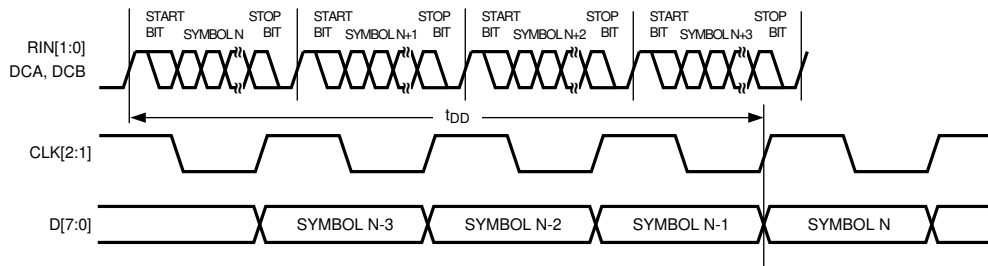 START STOP START STOP START STOP START STOP
BIT SYMBOL N BIT BIT SYMBOL N+1 BIT BIT SYMBOL N+2 BIT BIT SYMBOL N+3 BIT
RIN[1:0]
DCA, DCB
tDD
CLK[2:1]
D[7:0] SYMBOL N-3 SYMBOL N-2 SYMBOL N-1 SYMBOL N